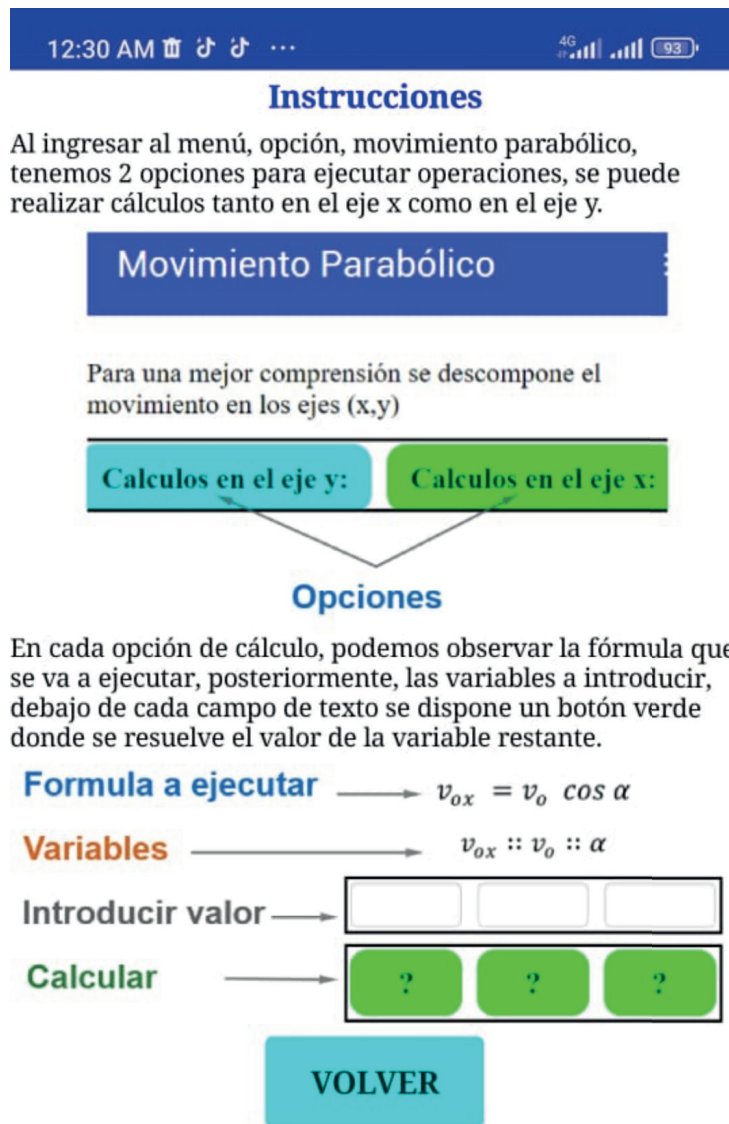 12:30 AM ... 4G 93
Instrucciones
Al ingresar al menú, opción, movimiento parabólico,
tenemos 2 opciones para ejecutar operaciones, se puede
realizar cálculos tanto en el eje x como en el eje y.
Movimiento Parabólico
Para una mejor comprensión se descompone el
movimiento en los ejes (x,y)
Calculos en el eje y: Calculos en el eje x:
Opciones
En cada opción de cálculo, podemos observar la fórmula que
se va a ejecutar, posteriormente, las variables a introducir,
debajo de cada campo de texto se dispone un botón verde
donde se resuelve el valor de la variable restante.
Formula a ejecutar v_{ox} = v_o cos α
Variables v_{ox} :: v_o :: α
Introducir valor
Calcular ? ? ?
VOLVER